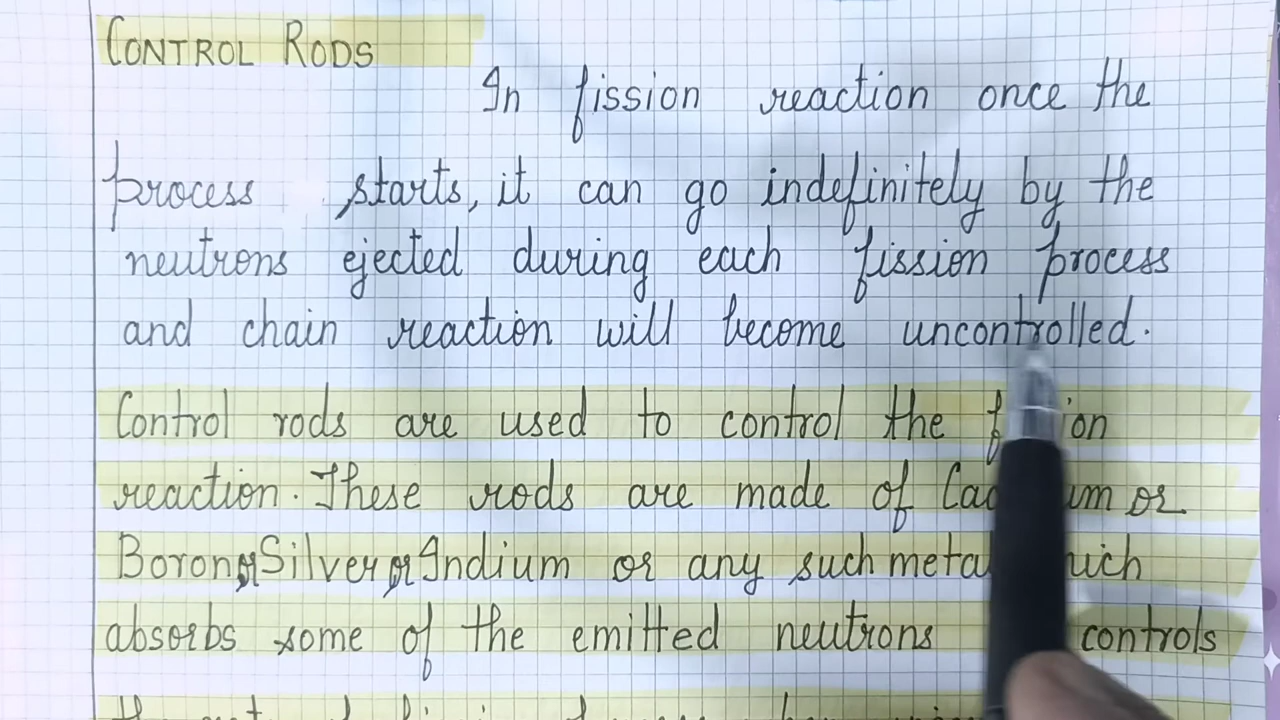 CONTROL RODS
In fission reaction once the
process starts, it can go indefinitely by the
neutrons ejected during each fission process
and chain reaction will become uncontrolled.
Control rods are used to control the
reaction. These rods are made of or
Boron or Silver or Indium or any such
absorbs some of the emitted neutrons controls